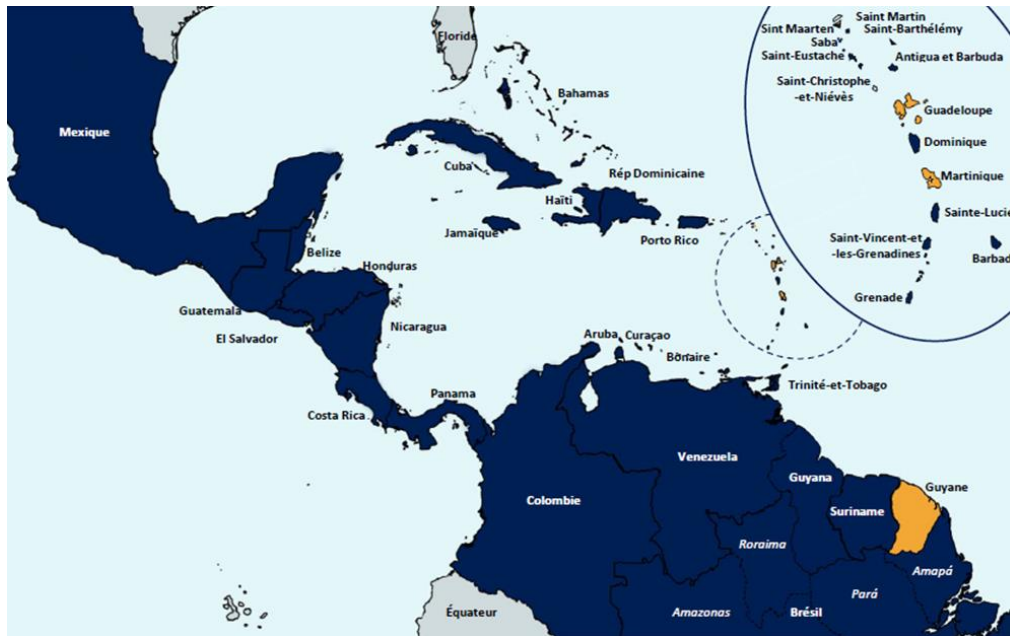 Saint Martin
Sint Maarten
Saint-Barthélémy
Saba
Saint-Eustache
Antigua et Barbuda
Saint-Christophe
-et-Niévès
Guadeloupe
Dominique
Martinique
Sainte-Lucie
Saint-Vincent-et
-les-Grenadines
Barbad
Grenade
Floride
Bahamas
Mexique
Cuba
Rép Dominicaine
Haïti
Jamaïque
Porto Rico
Belize
Honduras
Guatemala
El Salvador
Nicaragua
Aruba
Curaçao
Bonaire
Trinité-et-Tobago
Costa Rica
Panama
Venezuela
Guyana
Guyane
Colombie
Suriname
Roraima
Amapá
Pará
Équateur
Amazonas
Brésil